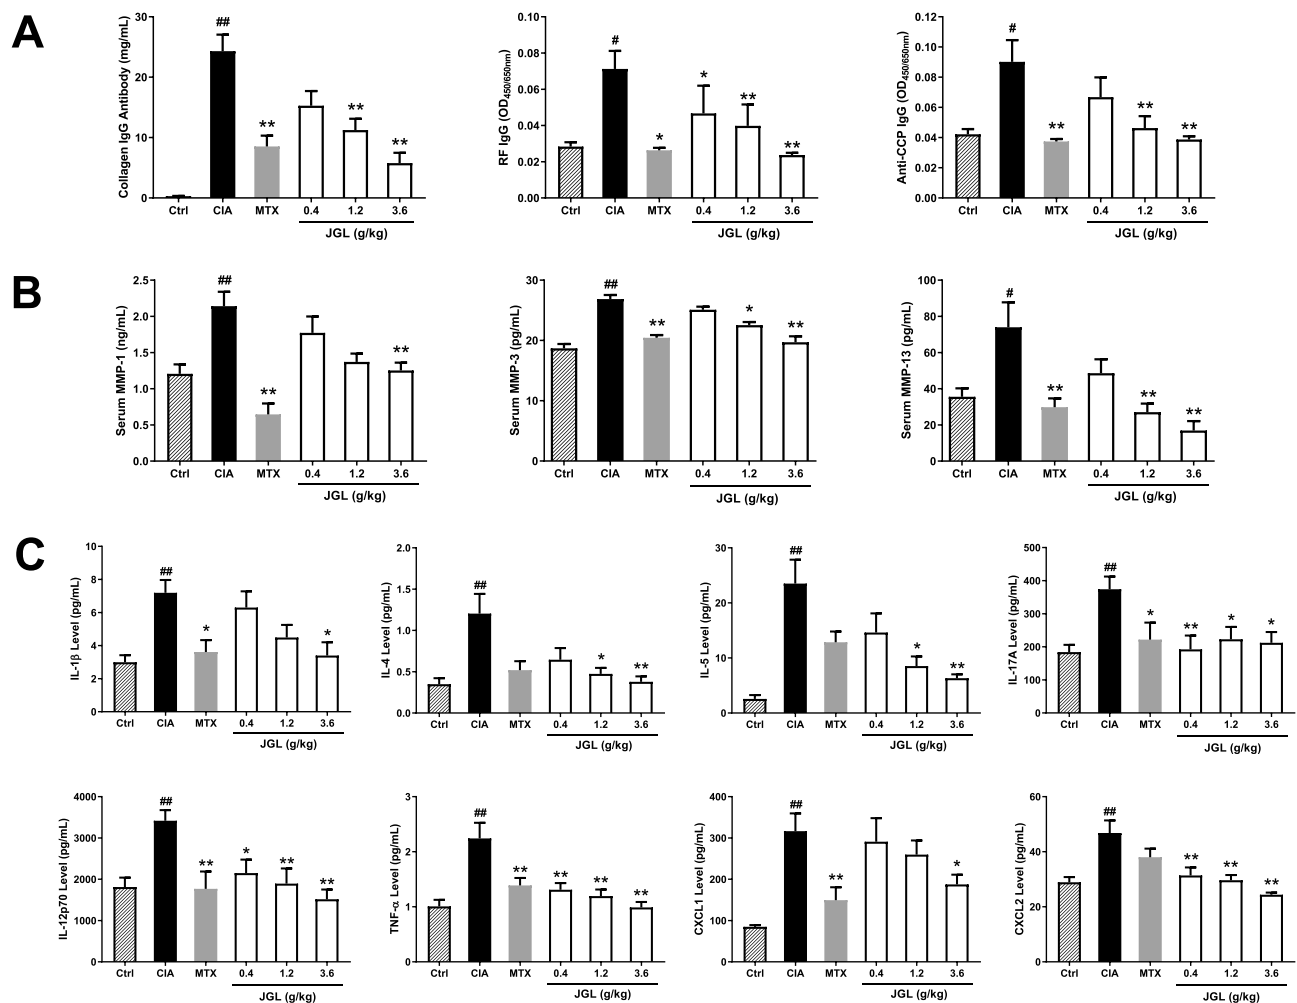 A
Collagen IgG Antibody (mg/mL)
30
20
10
0
##
**
**
**
Ctrl CIA MTX 0.4 1.2 3.6
JGL (g/kg)
RF IgG (OD450/650nm)
0.10
0.08
0.06
0.04
0.02
0.00
#
*
*
**
**
Ctrl CIA MTX 0.4 1.2 3.6
JGL (g/kg)
Anti-CCP IgG (OD450/650nm)
0.12
0.10
0.08
0.06
0.04
0.02
0.00
#
**
**
**
Ctrl CIA MTX 0.4 1.2 3.6
JGL (g/kg)
B
Serum MMP-1 (ng/mL)
2.5
2.0
1.5
1.0
0.5
0.0
##
**
**
Ctrl CIA MTX 0.4 1.2 3.6
JGL (g/kg)
Serum MMP-3 (pg/mL)
30
20
10
0
##
**
*
**
Ctrl CIA MTX 0.4 1.2 3.6
JGL (g/kg)
Serum MMP-13 (pg/mL)
100
80
60
40
20
0
#
**
**
**
Ctrl CIA MTX 0.4 1.2 3.6
JGL (g/kg)
C
IL-1β Level (pg/mL)
10
8
6
4
2
0
##
*
*
Ctrl CIA MTX 0.4 1.2 3.6
JGL (g/kg)
IL-4 Level (pg/mL)
2.0
1.5
1.0
0.5
0.0
##
*
**
Ctrl CIA MTX 0.4 1.2 3.6
JGL (g/kg)
IL-5 Level (pg/mL)
30
20
10
0
##
*
**
Ctrl CIA MTX 0.4 1.2 3.6
JGL (g/kg)
IL-17A Level (pg/mL)
500
400
300
200
100
0
##
*
**
*
*
Ctrl CIA MTX 0.4 1.2 3.6
JGL (g/kg)
IL-12p70 Level (pg/mL)
4000
3000
2000
1000
0
##
**
*
**
**
Ctrl CIA MTX 0.4 1.2 3.6
JGL (g/kg)
TNF-α Level (pg/mL)
3
2
1
0
##
**
**
**
**
Ctrl CIA MTX 0.4 1.2 3.6
JGL (g/kg)
CXCL1 Level (pg/mL)
400
300
200
100
0
##
**
*
Ctrl CIA MTX 0.4 1.2 3.6
JGL (g/kg)
CXCL2 Level (pg/mL)
60
40
20
0
##
**
**
**
Ctrl CIA MTX 0.4 1.2 3.6
JGL (g/kg)